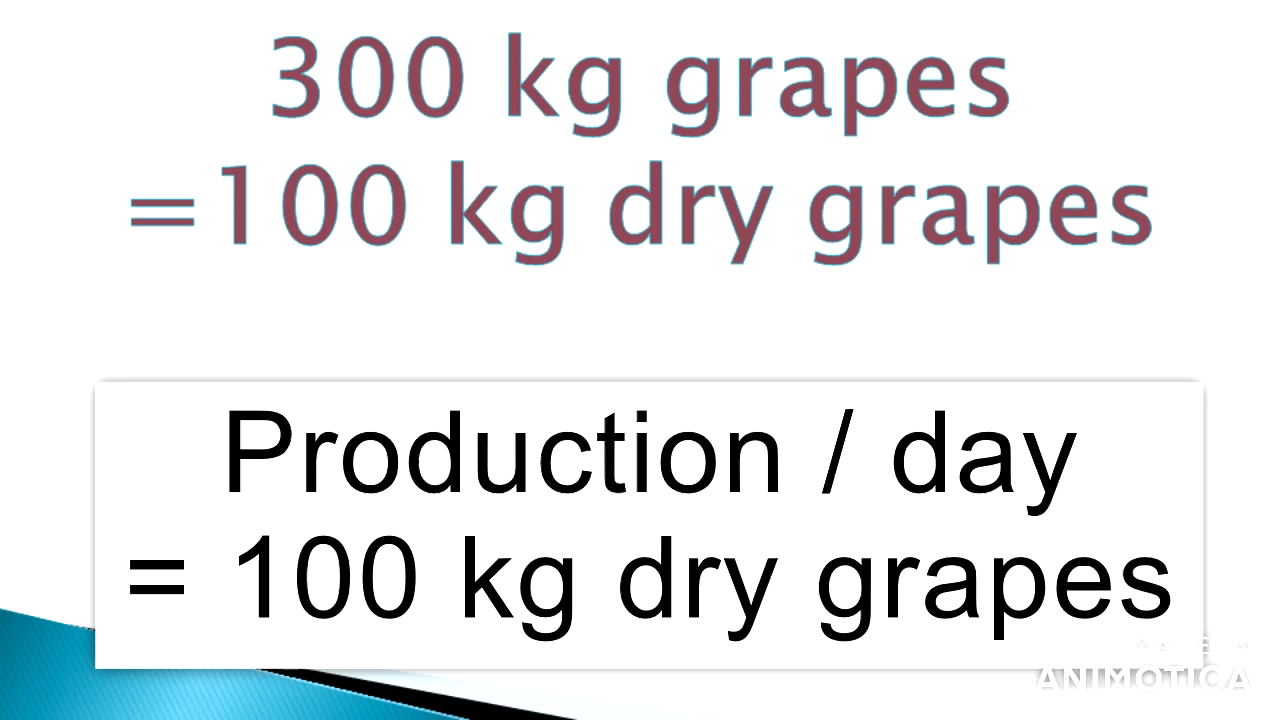 300 kg grapes
=100 kg dry grapes
Production / day
= 100 kg dry grapes
ANIMOTICA